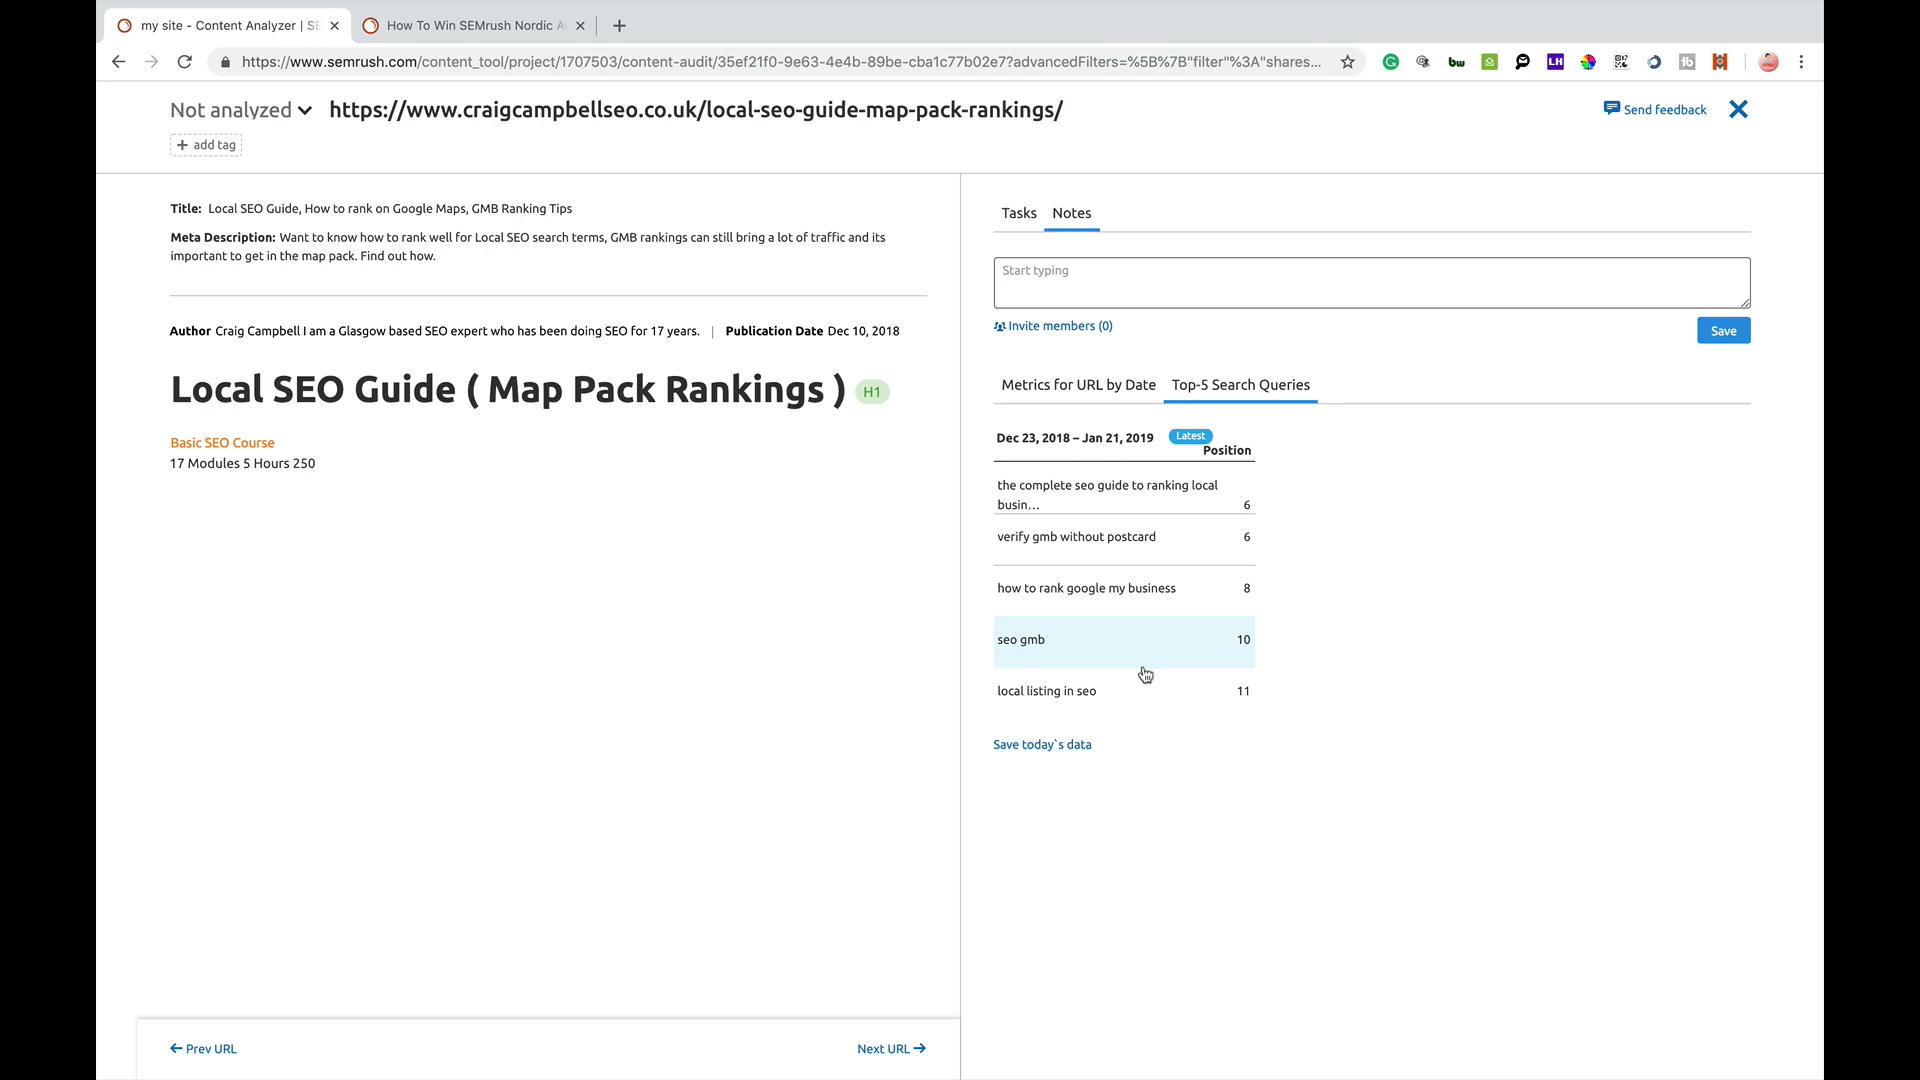 my site - Content Analyzer | SE
How To Win SEMrush Nordic A
https://www.semrush.com/content_tool/project/1707503/content-audit/35ef21f0-9e63-4e4b-89be-cba1c77b02e7?advancedFilters=%5B%7B"filter"%3A"shares...
bw
LH
Not analyzed
https://www.craigcampbellseo.co.uk/local-seo-guide-map-pack-rankings/
Send feedback
+ add tag
Title: Local SEO Guide, How to rank on Google Maps, GMB Ranking Tips
Meta Description: Want to know how to rank well for Local SEO search terms, GMB rankings can still bring a lot of traffic and its
important to get in the map pack. Find out how.
Author Craig Campbell I am a Glasgow based SEO expert who has been doing SEO for 17 years. | Publication Date Dec 10, 2018
Local SEO Guide ( Map Pack Rankings ) H1
Basic SEO Course
17 Modules 5 Hours 250
Prev URL
Next URL
Tasks Notes
Start typing
Invite members (0)
Save
Metrics for URL by Date Top-5 Search Queries
Dec 23, 2018 – Jan 21, 2019 Latest
Position
the complete seo guide to ranking local
busin... 6
verify gmb without postcard 6
how to rank google my business 8
seo gmb 10
local listing in seo 11
Save today`s data